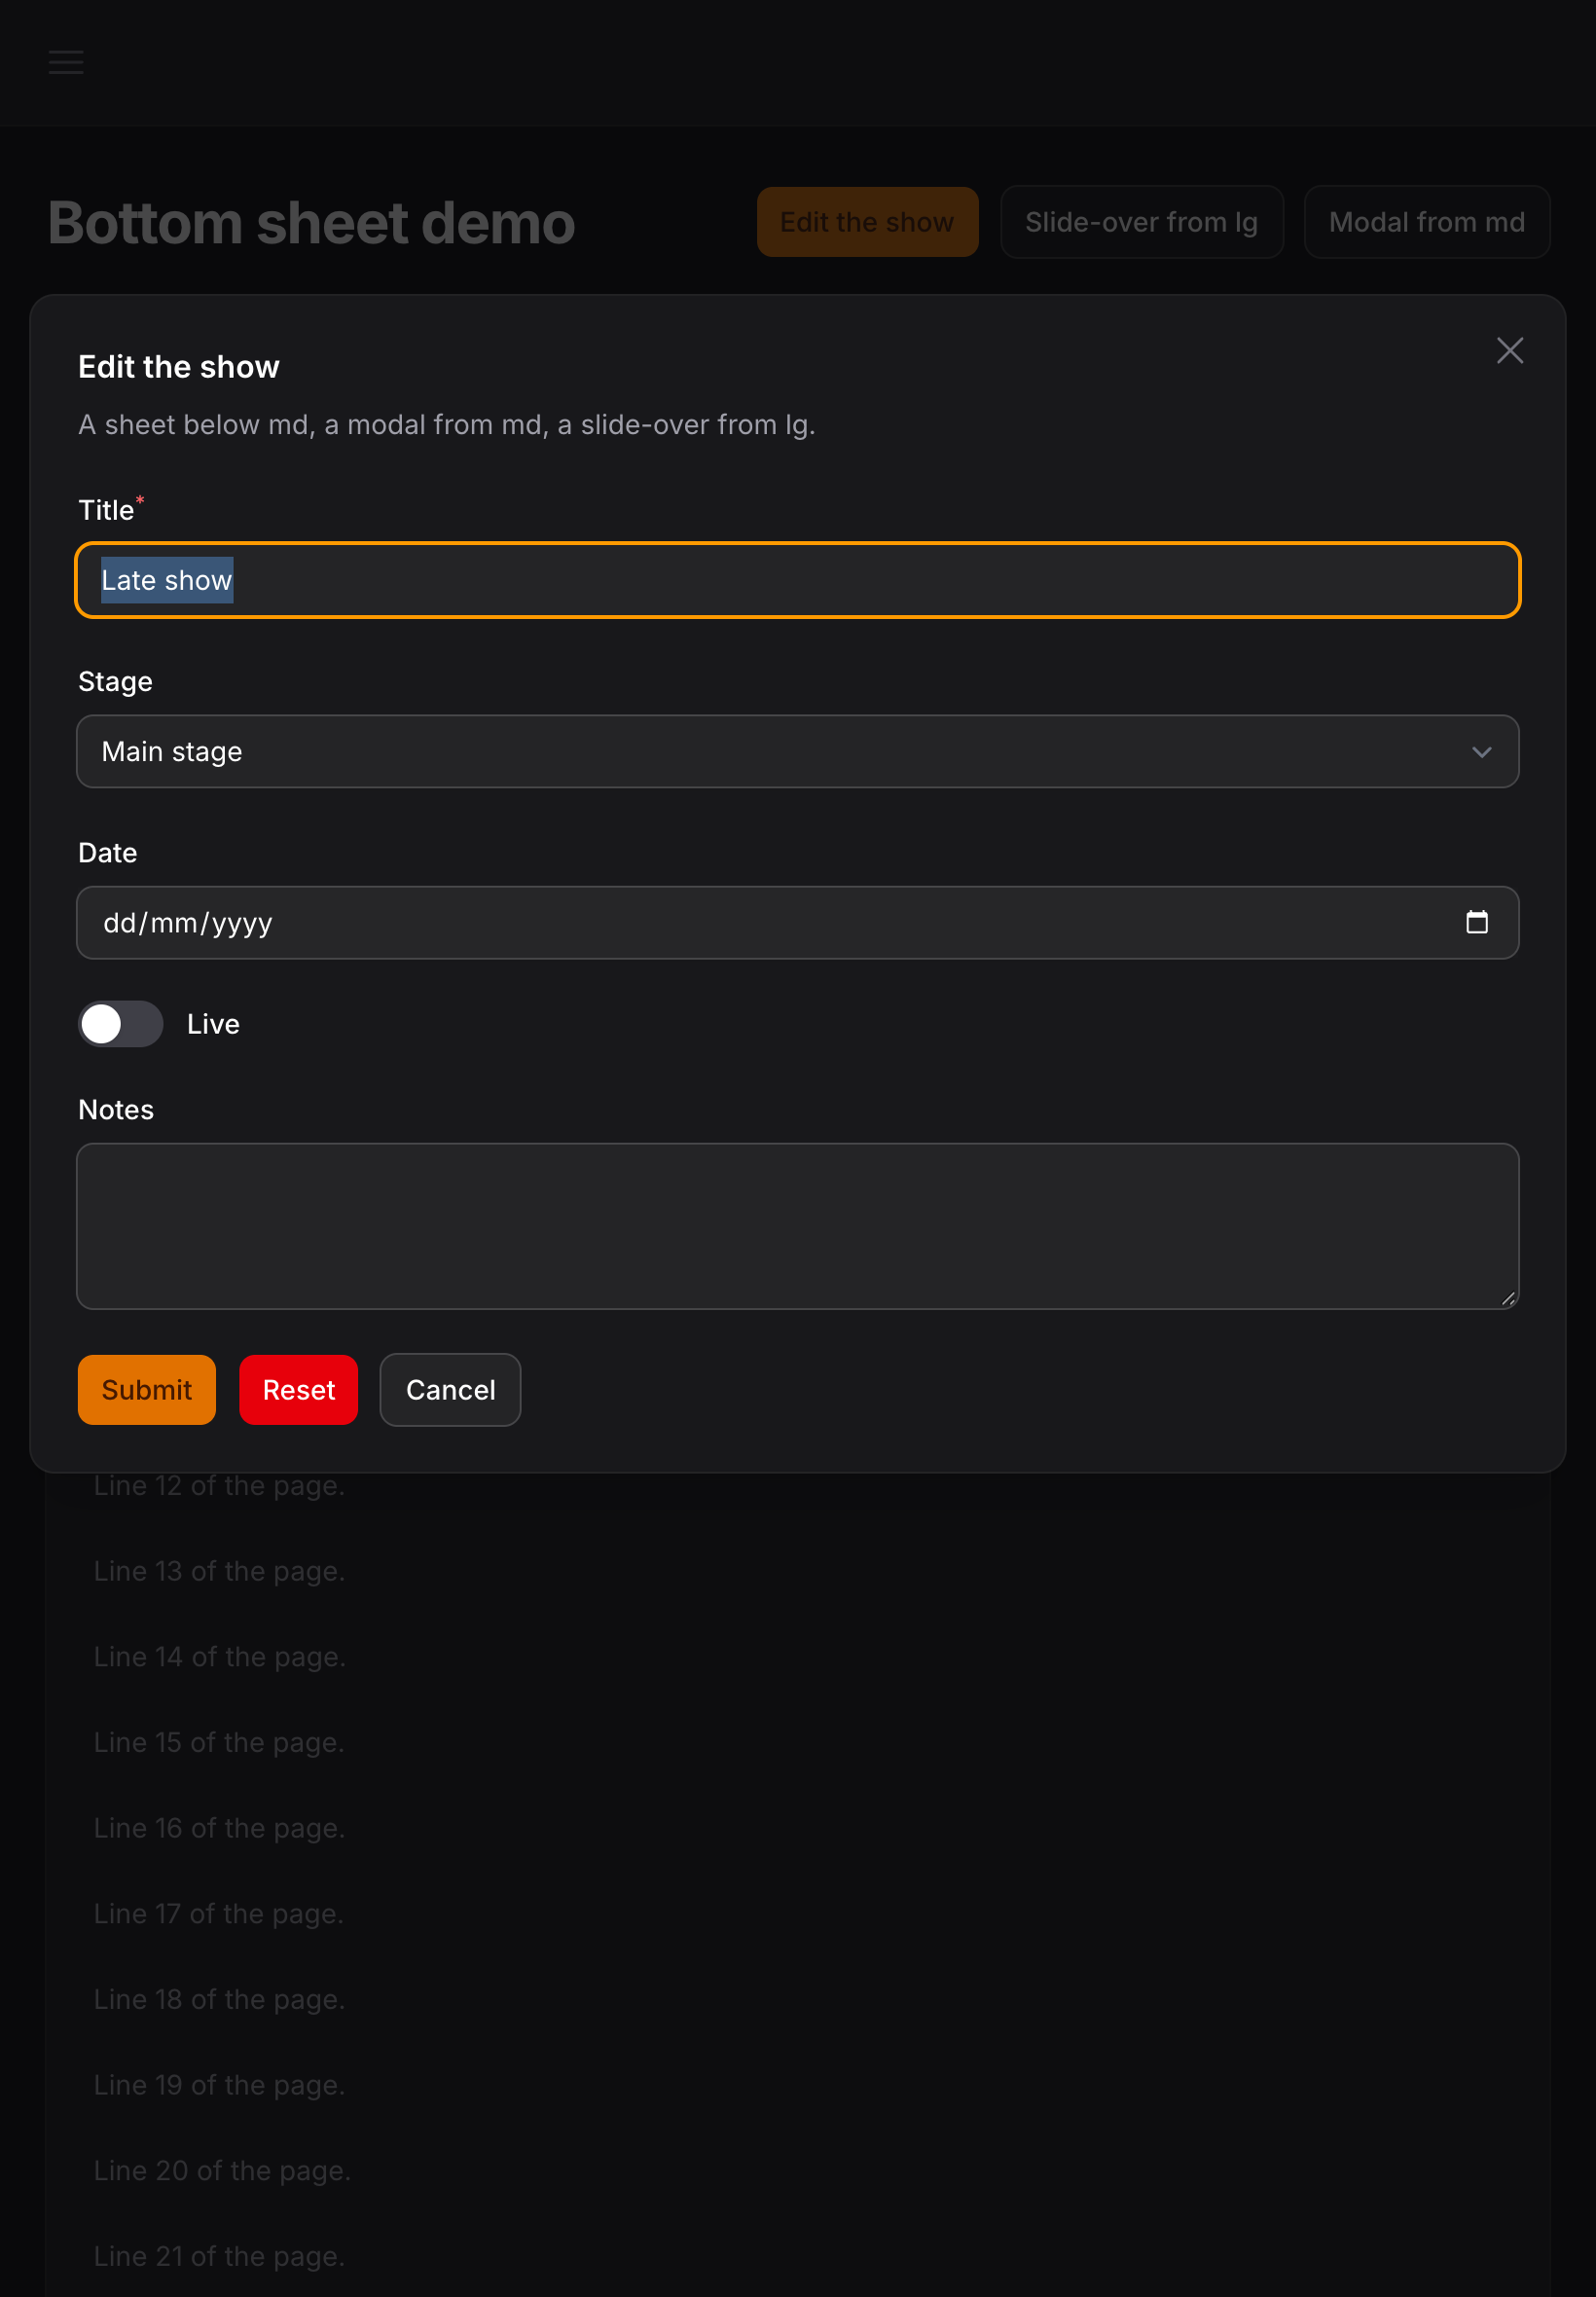 Bottom sheet demo
Edit the show
Slide-over from lg
Modal from md
Edit the show
A sheet below md, a modal from md, a slide-over from lg.
Title*
Late show
Stage
Main stage
Date
dd/mm/yyyy
Live
Notes
Submit
Reset
Cancel
Line 12 of the page.
Line 13 of the page.
Line 14 of the page.
Line 15 of the page.
Line 16 of the page.
Line 17 of the page.
Line 18 of the page.
Line 19 of the page.
Line 20 of the page.
Line 21 of the page.